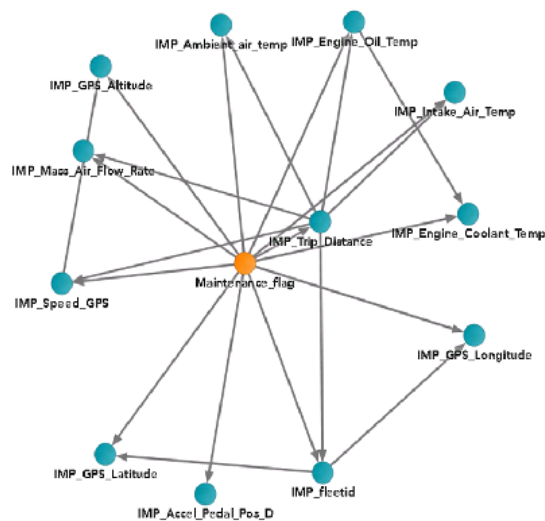 IMP_Ambient_air_temp
IMP_Engine_Oil_Temp
IMP_GPS_Altitude
IMP_Intake_Air_Temp
IMP_Mass_Air_Flow_Rate
IMP_Engine_Coolant_Temp
IMP_Trip_Distance
Maintenance_flag
IMP_Speed_GPS
IMP_GPS_Longitude
IMP_GPS_Latitude
IMP_fleetid
IMP_Accel_Pedal_Pos_D